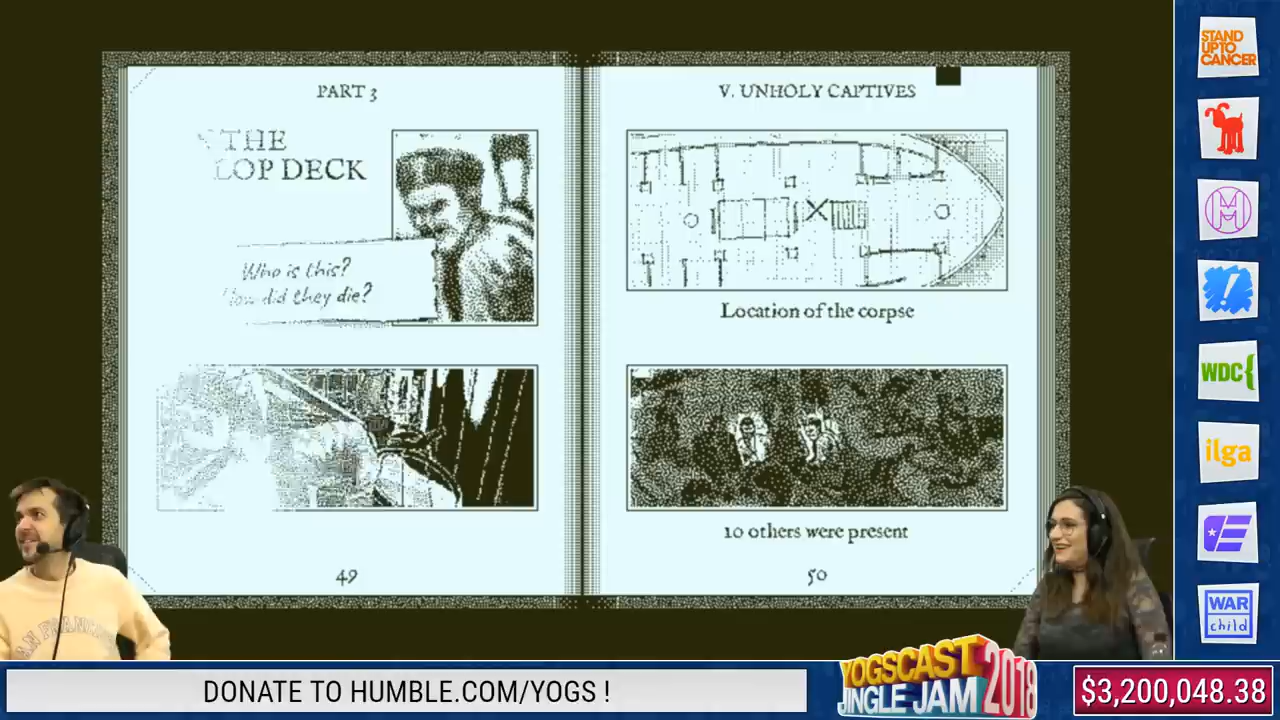 PART 3
THE
LOP DECK
Who is this?
How did they die?
49
V. UNHOLY CAPTIVES
Location of the corpse
10 others were present
50
STAND
UP TO
CANCER
M
!
WDC
ilga
E
WAR
child
AN FRANCI
DONATE TO HUMBLE.COM/YOGS !
YOGSCAST
JINGLE JAM 2018
$3,200,048.38